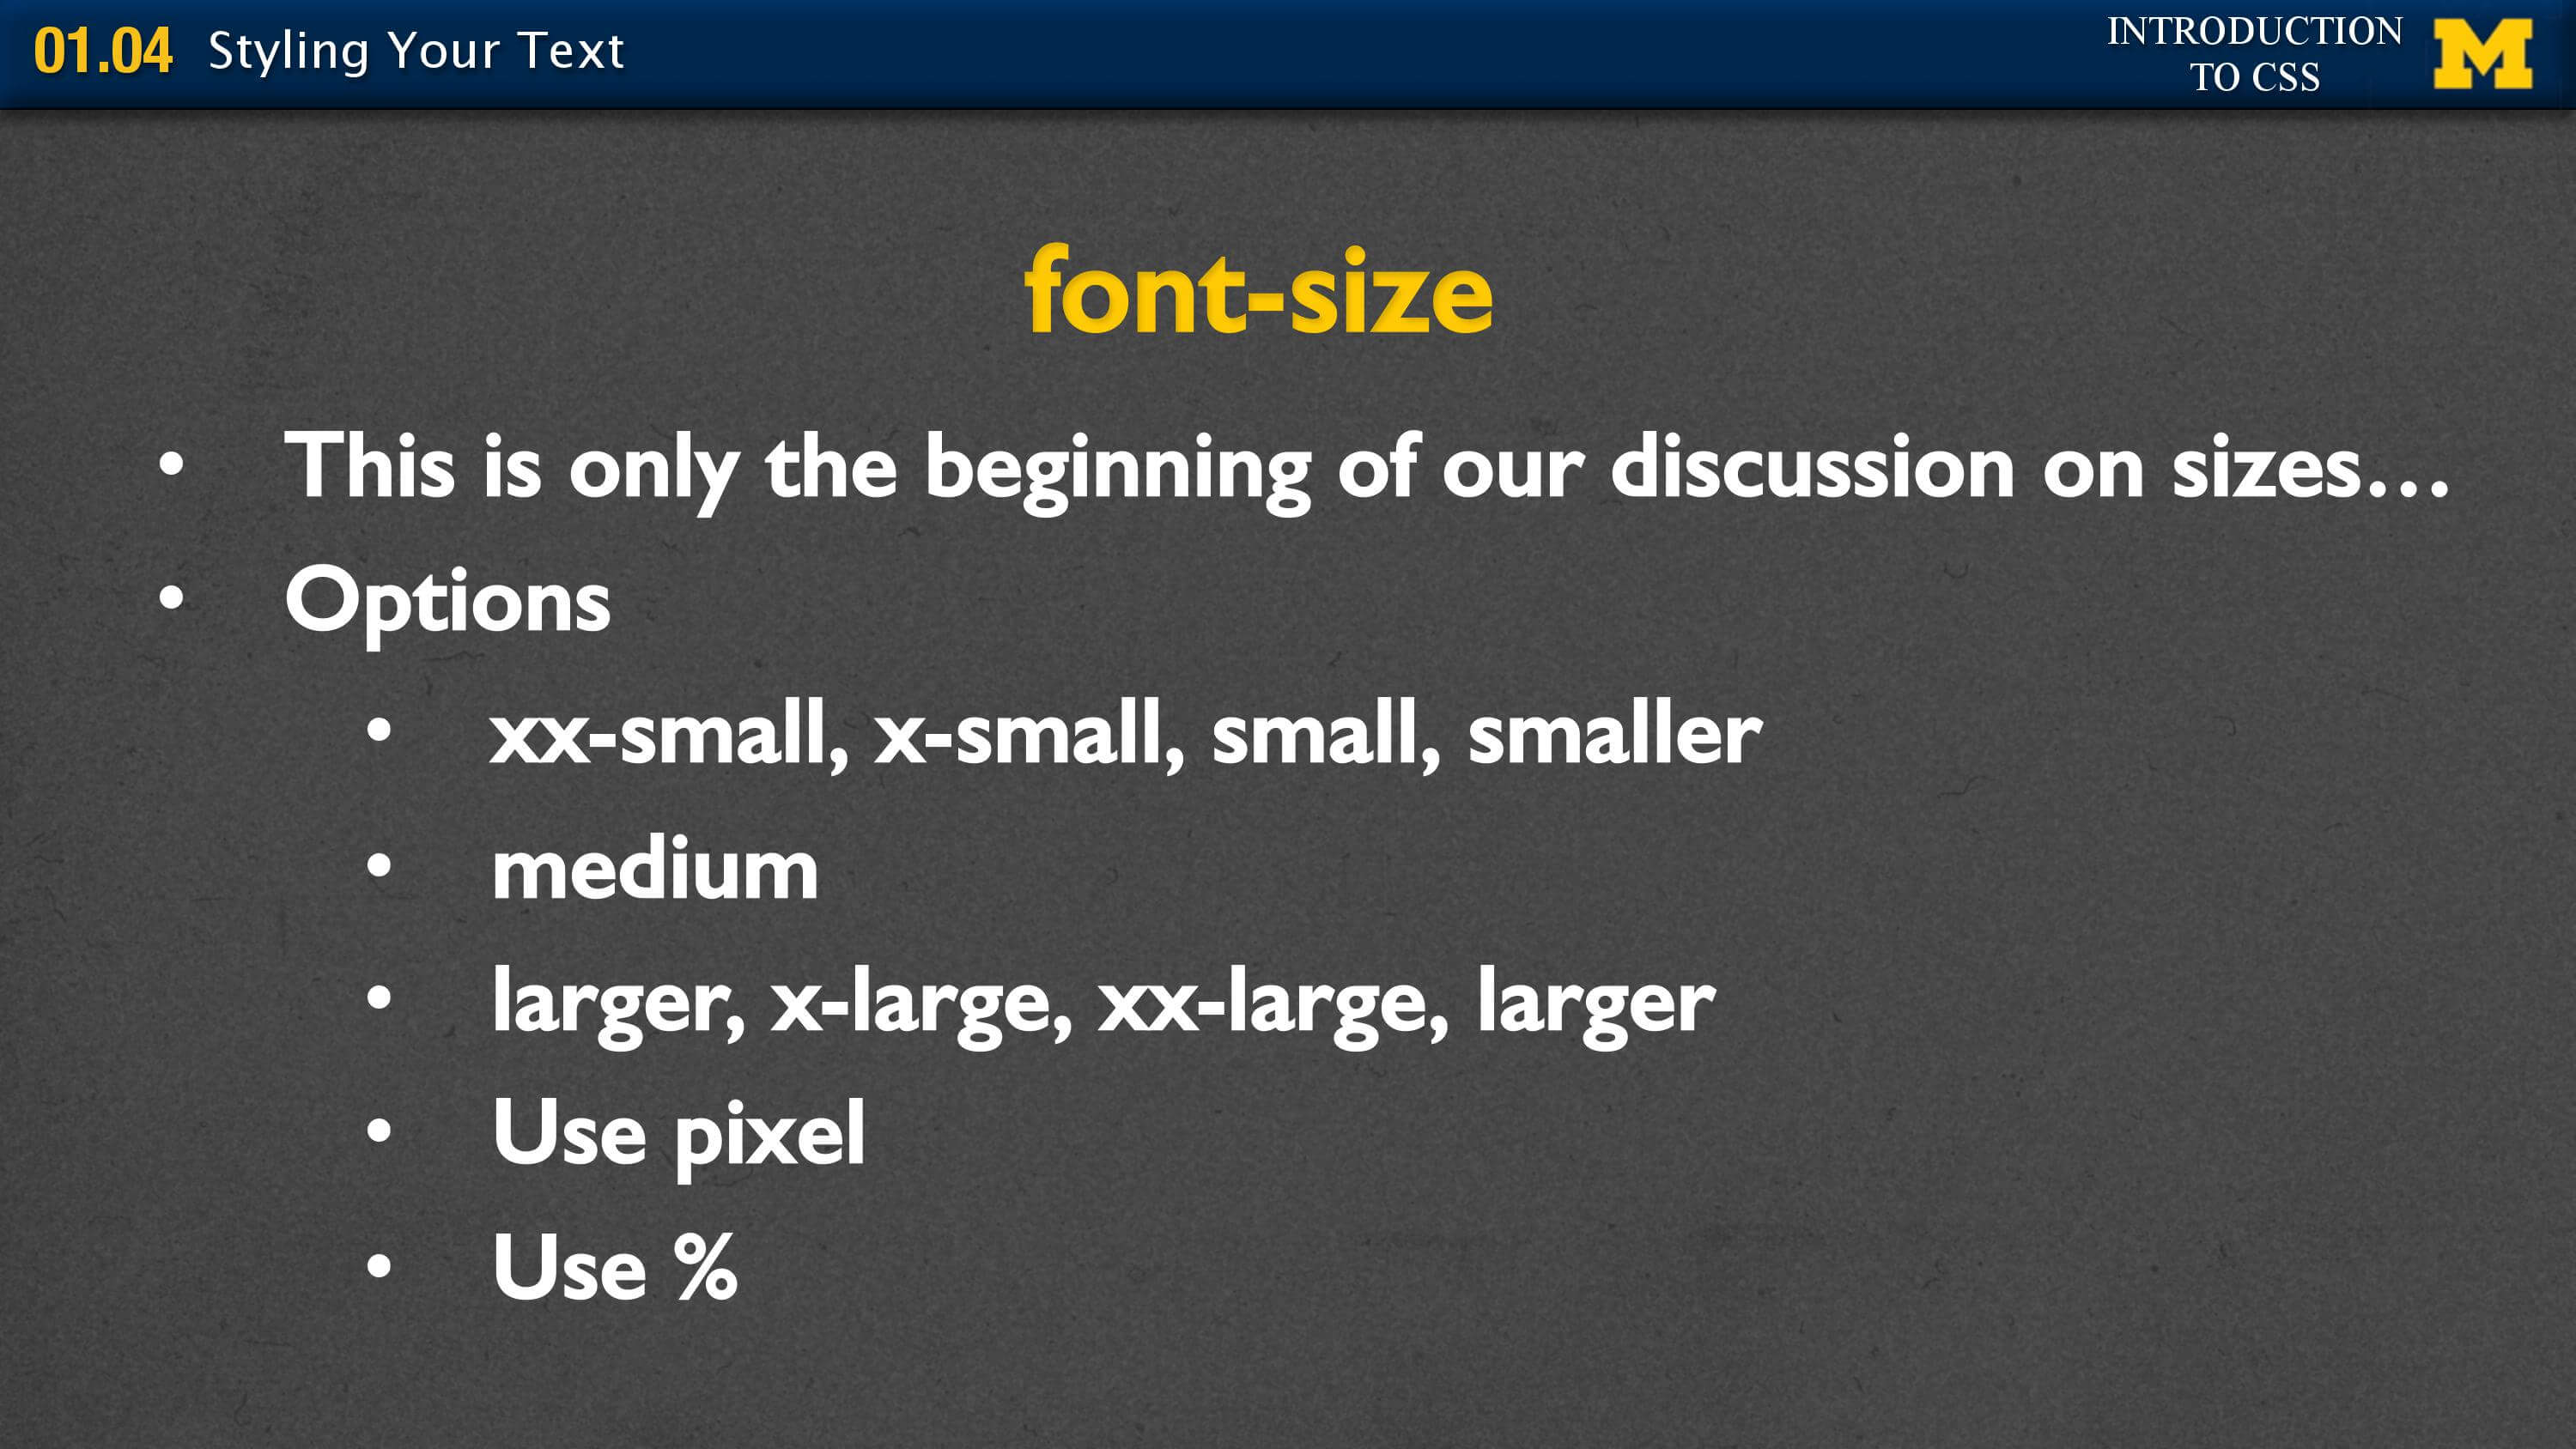 01.04 Styling Your Text
INTRODUCTION
TO CSS
M
font-size
• This is only the beginning of our discussion on sizes…
• Options
• xx-small, x-small, small, smaller
• medium
• larger, x-large, xx-large, larger
• Use pixel
• Use %